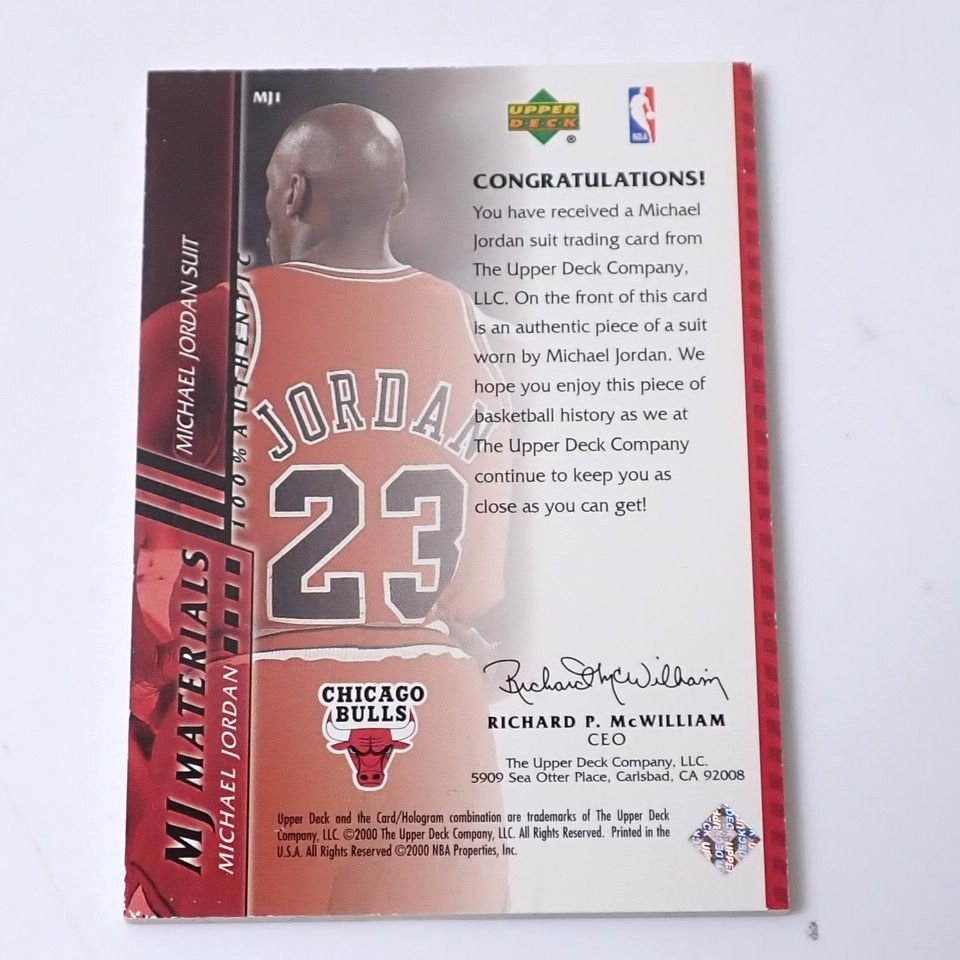 MJ1
UPPER
D·E·C·K
®
NBA
CONGRATULATIONS!
You have received a Michael
Jordan suit trading card from
The Upper Deck Company,
LLC. On the front of this card
is an authentic piece of a suit
worn by Michael Jordan. We
hope you enjoy this piece of
basketball history as we at
The Upper Deck Company
continue to keep you as
close as you can get!
MICHAEL JORDAN SUIT
100% AUTHENTIC
MJ MATERIALS
MICHAEL JORDAN
JORDAN
23
CHICAGO
BULLS
Richard McWilliam
RICHARD P. McWILLIAM
CEO
The Upper Deck Company, LLC.
5909 Sea Otter Place, Carlsbad, CA 92008
Upper Deck and the Card/Hologram combination are trademarks of The Upper Deck
Company, LLC. ©2000 The Upper Deck Company, LLC. All Rights Reserved. Printed in the
U.S.A. All Rights Reserved ©2000 NBA Properties, Inc.